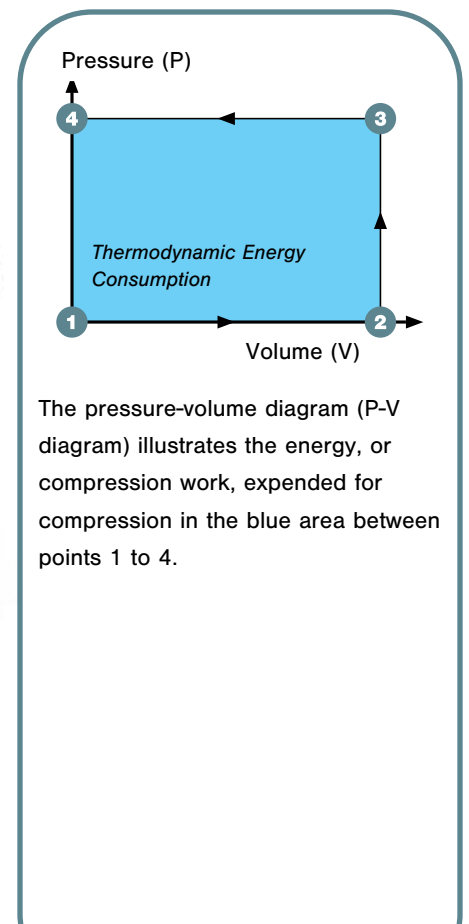 Pressure (P)
4
3
Thermodynamic Energy
Consumption
1
2
Volume (V)
The pressure-volume diagram (P-V
diagram) illustrates the energy, or
compression work, expended for
compression in the blue area between
points 1 to 4.